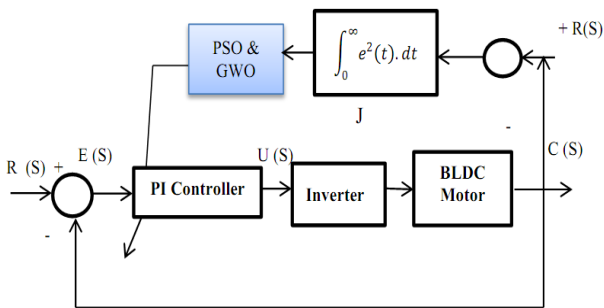 PSO &
GWO
∫₀^∞ e²(t).dt
+ R(S)
J
-
R (S) +
E (S)
PI Controller
U (S)
Inverter
BLDC
Motor
C (S)
-